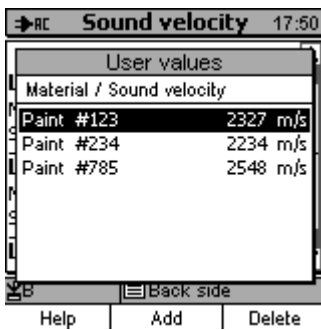 AC Sound velocity 17:50
User values
Material / Sound velocity
Paint #123 2327 m/s
Paint #234 2234 m/s
Paint #785 2548 m/s
B Back side
Help Add Delete